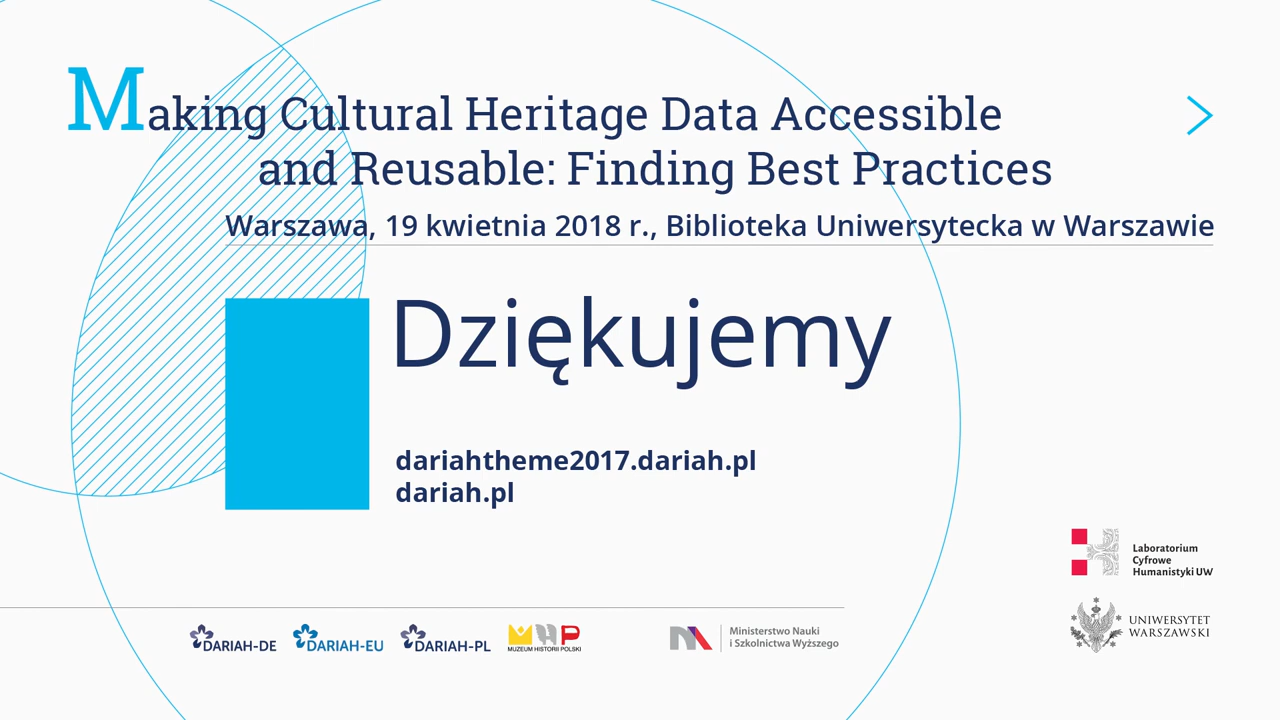 Making Cultural Heritage Data Accessible
and Reusable: Finding Best Practices
Warszawa, 19 kwietnia 2018 r., Biblioteka Uniwersytecka w Warszawie
Dziękujemy
dariahtheme2017.dariah.pl
dariah.pl
Laboratorium
Cyfrowe
Humanistyki UW
UNIWERSYTET
WARSZAWSKI
DARIAH-DE
DARIAH-EU
DARIAH-PL
MHP
MUZEUM HISTORII POLSKI
Ministerstwo Nauki
i Szkolnictwa Wyższego